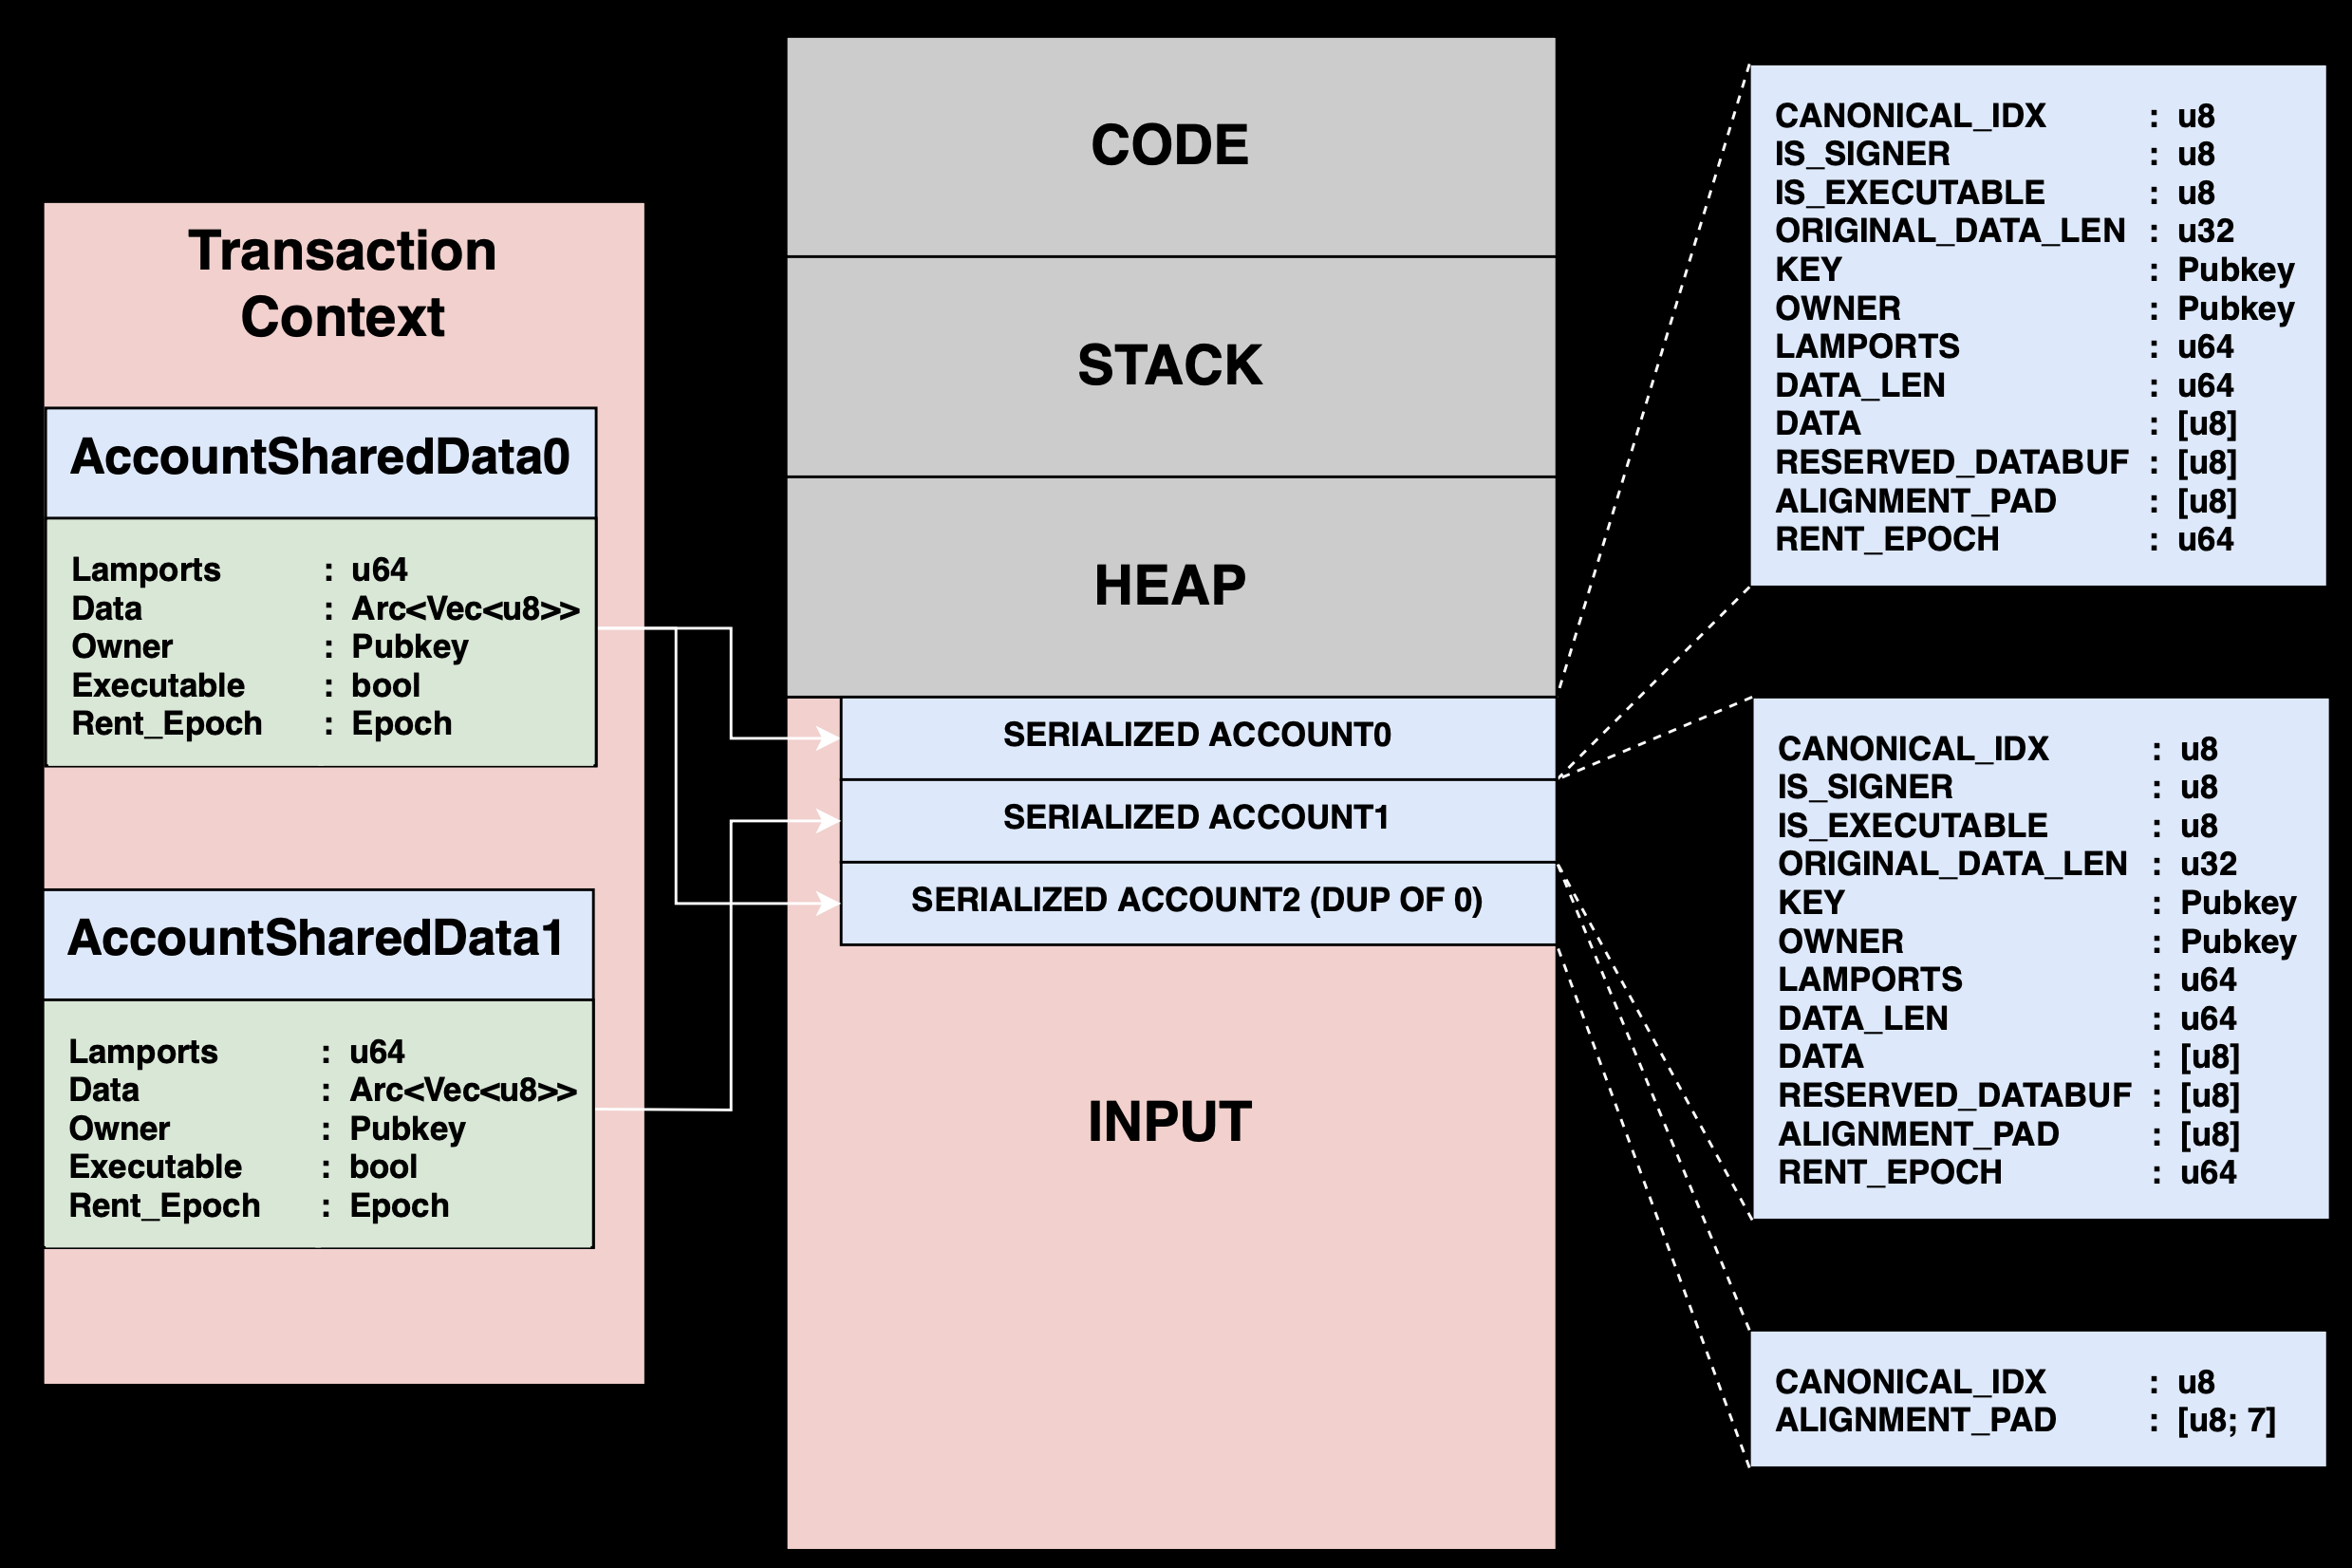 Transaction
Context
AccountSharedData0
Lamports : u64
Data : Arc<Vec<u8>>
Owner : Pubkey
Executable : bool
Rent_Epoch : Epoch
AccountSharedData1
Lamports : u64
Data : Arc<Vec<u8>>
Owner : Pubkey
Executable : bool
Rent_Epoch : Epoch
CODE
STACK
HEAP
SERIALIZED ACCOUNT0
SERIALIZED ACCOUNT1
SERIALIZED ACCOUNT2 (DUP OF 0)
INPUT
CANONICAL_IDX : u8
IS_SIGNER : u8
IS_EXECUTABLE : u8
ORIGINAL_DATA_LEN : u32
KEY : Pubkey
OWNER : Pubkey
LAMPORTS : u64
DATA_LEN : u64
DATA : [u8]
RESERVED_DATABUF : [u8]
ALIGNMENT_PAD : [u8]
RENT_EPOCH : u64
CANONICAL_IDX : u8
IS_SIGNER : u8
IS_EXECUTABLE : u8
ORIGINAL_DATA_LEN : u32
KEY : Pubkey
OWNER : Pubkey
LAMPORTS : u64
DATA_LEN : u64
DATA : [u8]
RESERVED_DATABUF : [u8]
ALIGNMENT_PAD : [u8]
RENT_EPOCH : u64
CANONICAL_IDX : u8
ALIGNMENT_PAD : [u8; 7]